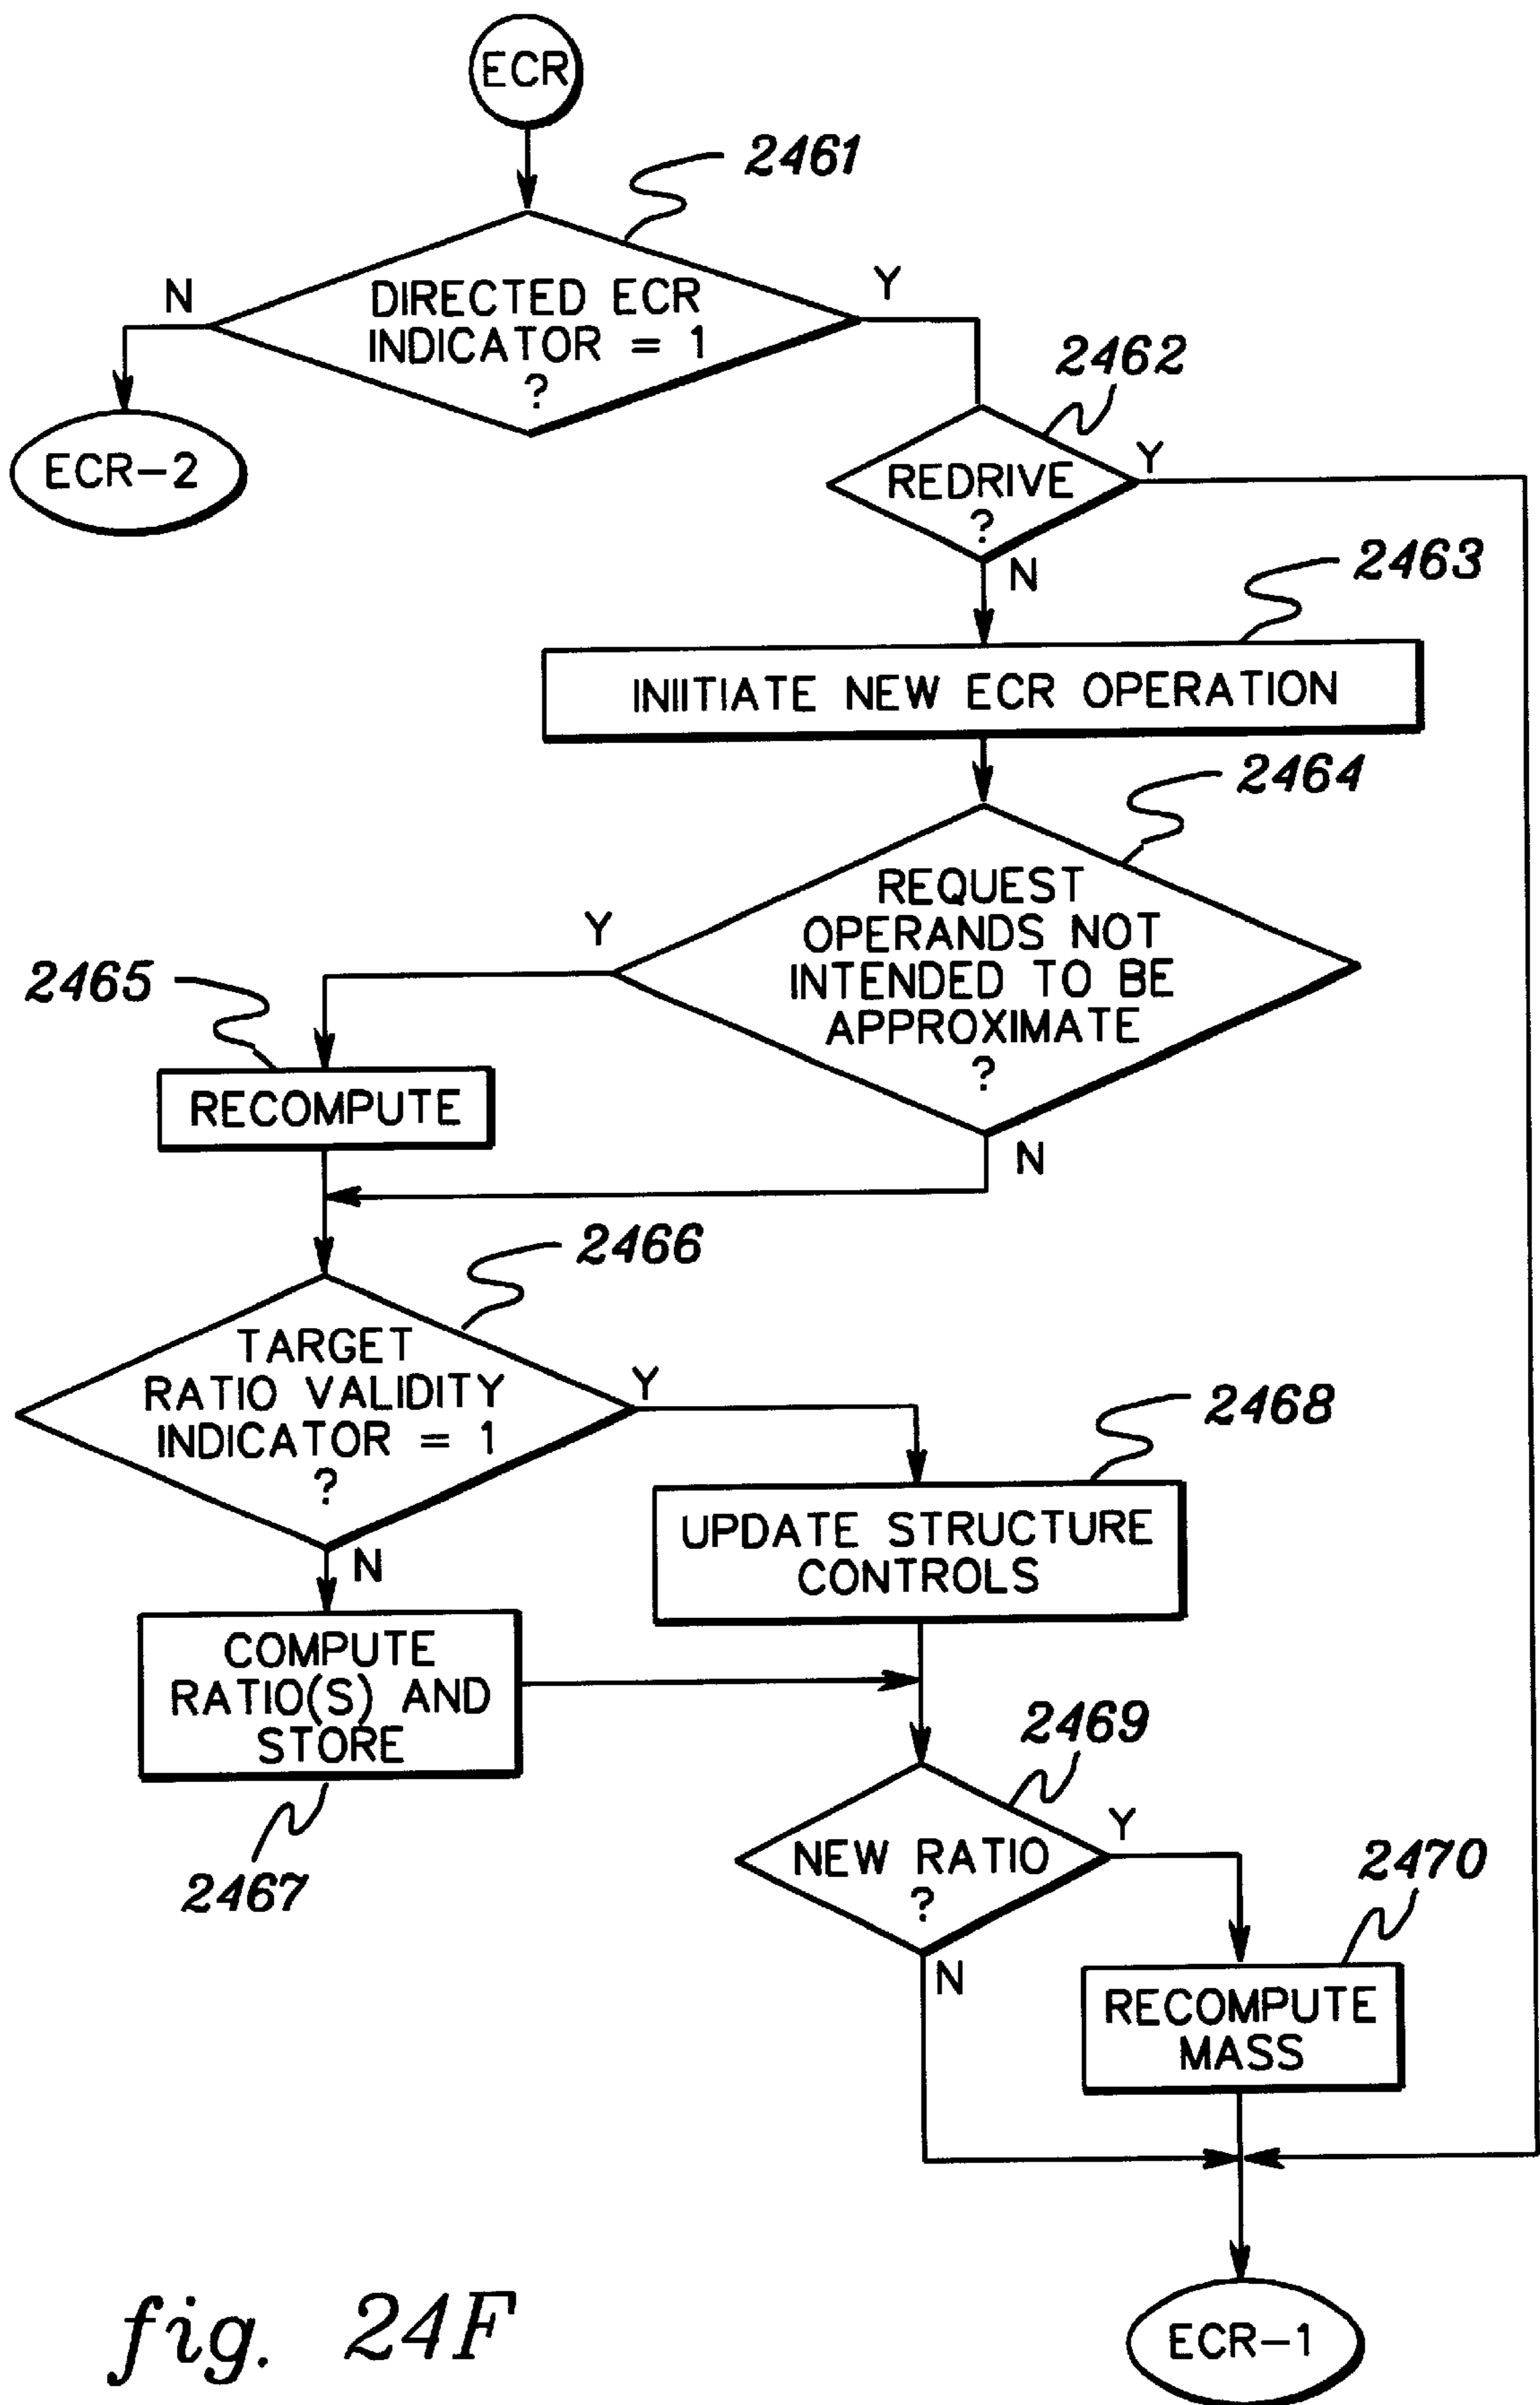 ECR
2461
N
Y
DIRECTED ECR
INDICATOR = 1
?
2462
ECR-2
Y
REDRIVE
?
N
2463
INIITIATE NEW ECR OPERATION
2464
Y
REQUEST
OPERANDS NOT
INTENDED TO BE
APPROXIMATE
?
2465
RECOMPUTE
N
2466
TARGET
RATIO VALIDITY
INDICATOR = 1
?
Y
2468
UPDATE STRUCTURE
CONTROLS
N
COMPUTE
RATIO(S) AND
STORE
2467
2469
NEW RATIO
?
Y
2470
N
RECOMPUTE
MASS
ECR-1
fig. 24F